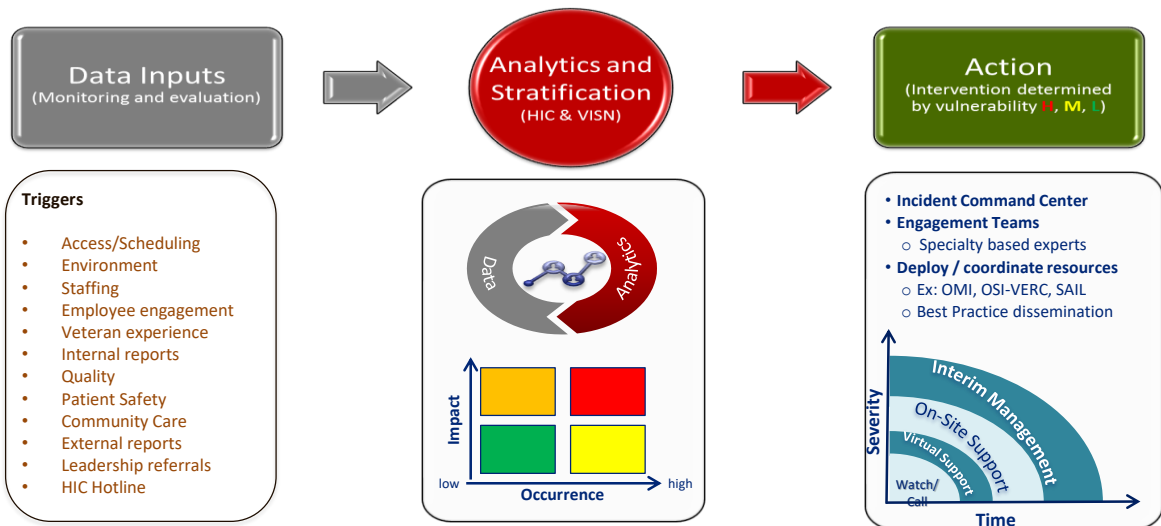 Data Inputs
(Monitoring and evaluation)
Analytics and
Stratification
(HIC & VISN)
Action
(Intervention determined
by vulnerability H, M, L)
Triggers
• Access/Scheduling
• Environment
• Staffing
• Employee engagement
• Veteran experience
• Internal reports
• Quality
• Patient Safety
• Community Care
• External reports
• Leadership referrals
• HIC Hotline
Data
Analytics
Impact
low
Occurrence
high
• Incident Command Center
• Engagement Teams
o Specialty based experts
• Deploy / coordinate resources
o Ex: OMI, OSI-VERC, SAIL
o Best Practice dissemination
Severity
Interim Management
On-Site Support
Virtual Support
Watch/
Call
Time